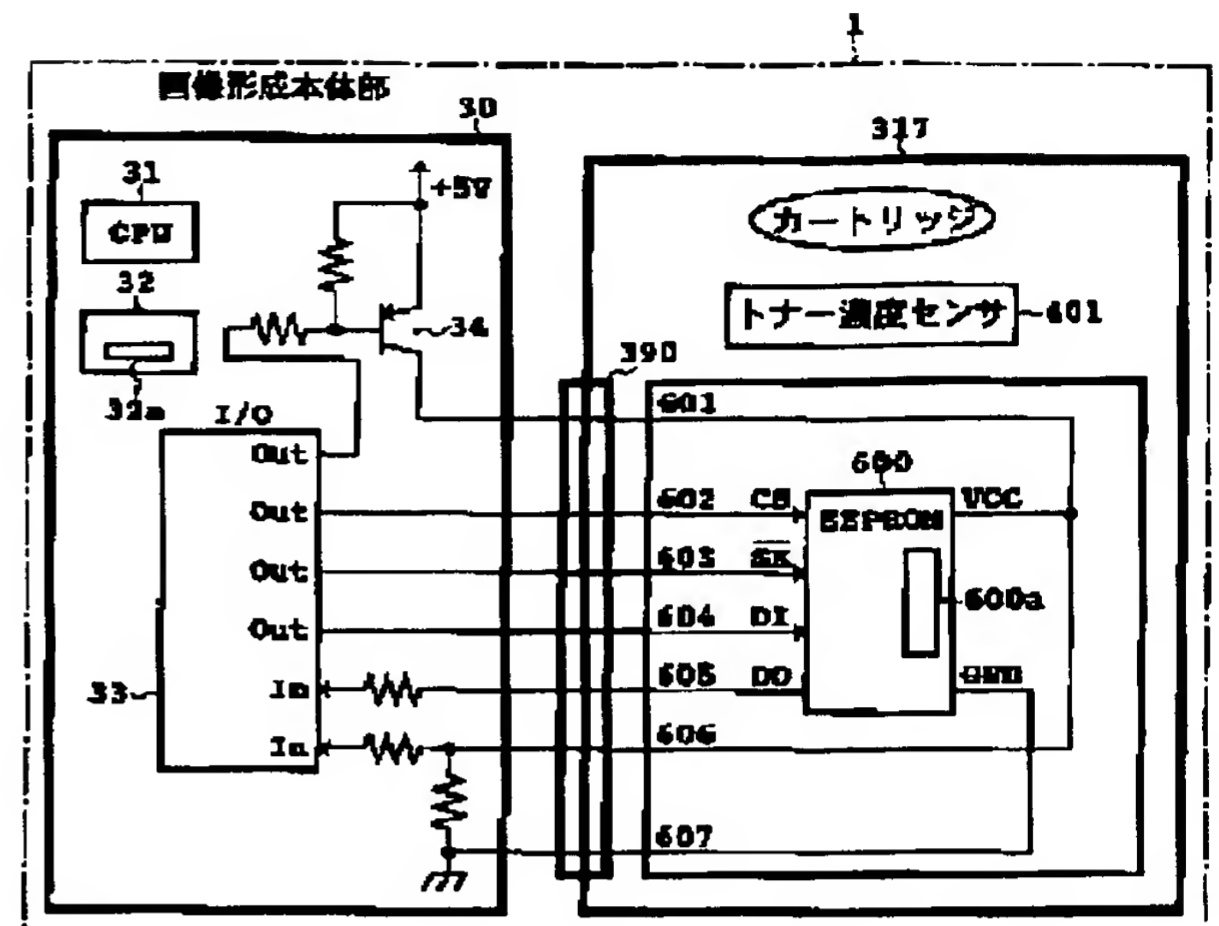 1
画像形成本体部
30
317
31
CPU
+5V
カートリッジ
32
34
トナー濃度センサ
401
390
32a
I/O
601
Out
600
Out
602
CS
EEPROM
VCC
Out
603
SK
600a
Out
604
DI
33
In
605
DO
GND
In
606
607